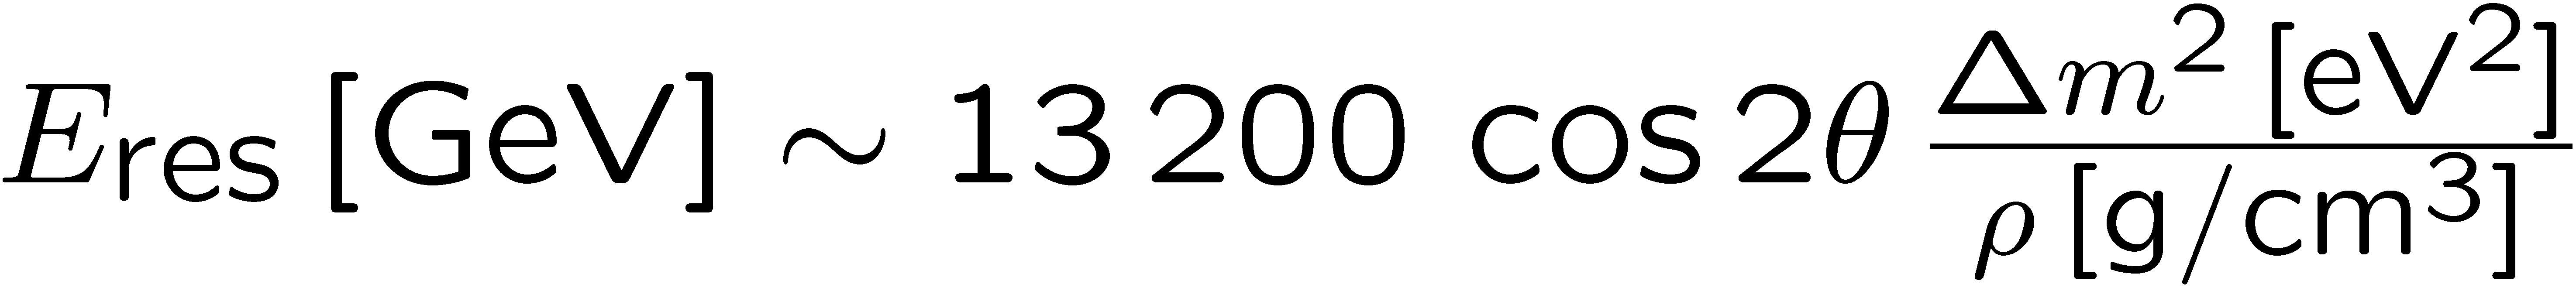 E_res [GeV] ∼ 13 200 cos 2θ Δm² [eV²] / ρ [g/cm³]